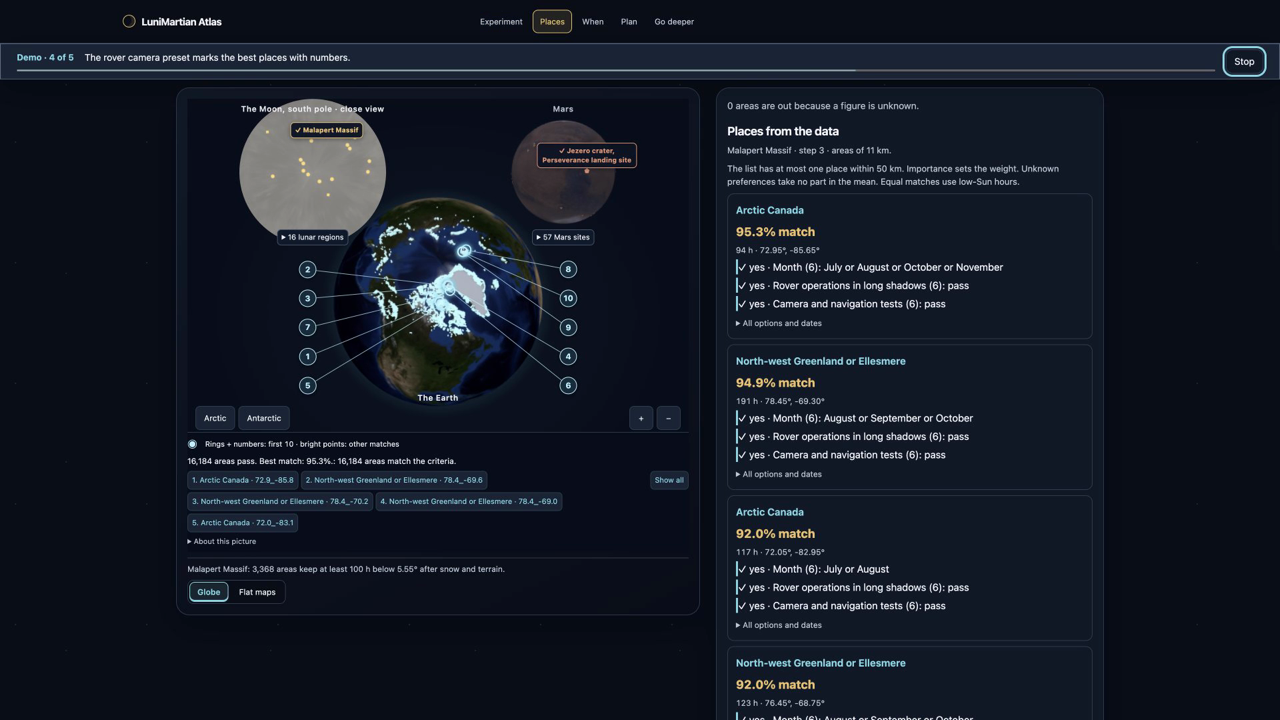 LuniMartian Atlas
Experiment
Places
When
Plan
Go deeper
Demo · 4 of 5
The rover camera preset marks the best places with numbers.
Stop
The Moon, south pole · close view
Mars
✓ Malapert Massif
✓ Jezero crater,
Perseverance landing site
▶ 16 lunar regions
▶ 57 Mars sites
2
8
3
10
7
9
1
4
5
6
The Earth
Arctic
Antarctic
+
−
Rings + numbers: first 10 · bright points: other matches
16,184 areas pass. Best match: 95.3%.: 16,184 areas match the criteria.
1. Arctic Canada · 72.9_-85.8
2. North-west Greenland or Ellesmere · 78.4_-69.6
Show all
3. North-west Greenland or Ellesmere · 78.4_-70.2
4. North-west Greenland or Ellesmere · 78.4_-69.0
5. Arctic Canada · 72.0_-83.1
▶ About this picture
Malapert Massif: 3,368 areas keep at least 100 h below 5.55° after snow and terrain.
Globe
Flat maps
0 areas are out because a figure is unknown.
Places from the data
Malapert Massif · step 3 · areas of 11 km.
The list has at most one place within 50 km. Importance sets the weight. Unknown
preferences take no part in the mean. Equal matches use low-Sun hours.
Arctic Canada
95.3% match
94 h · 72.95°, -85.65°
✓ yes · Month (6): July or August or October or November
✓ yes · Rover operations in long shadows (6): pass
✓ yes · Camera and navigation tests (6): pass
▶ All options and dates
North-west Greenland or Ellesmere
94.9% match
191 h · 78.45°, -69.30°
✓ yes · Month (6): August or September or October
✓ yes · Rover operations in long shadows (6): pass
✓ yes · Camera and navigation tests (6): pass
▶ All options and dates
Arctic Canada
92.0% match
117 h · 72.05°, -82.95°
✓ yes · Month (6): July or August
✓ yes · Rover operations in long shadows (6): pass
✓ yes · Camera and navigation tests (6): pass
▶ All options and dates
North-west Greenland or Ellesmere
92.0% match
123 h · 76.45°, -68.75°
✓ yes · Month (6): August or September or October